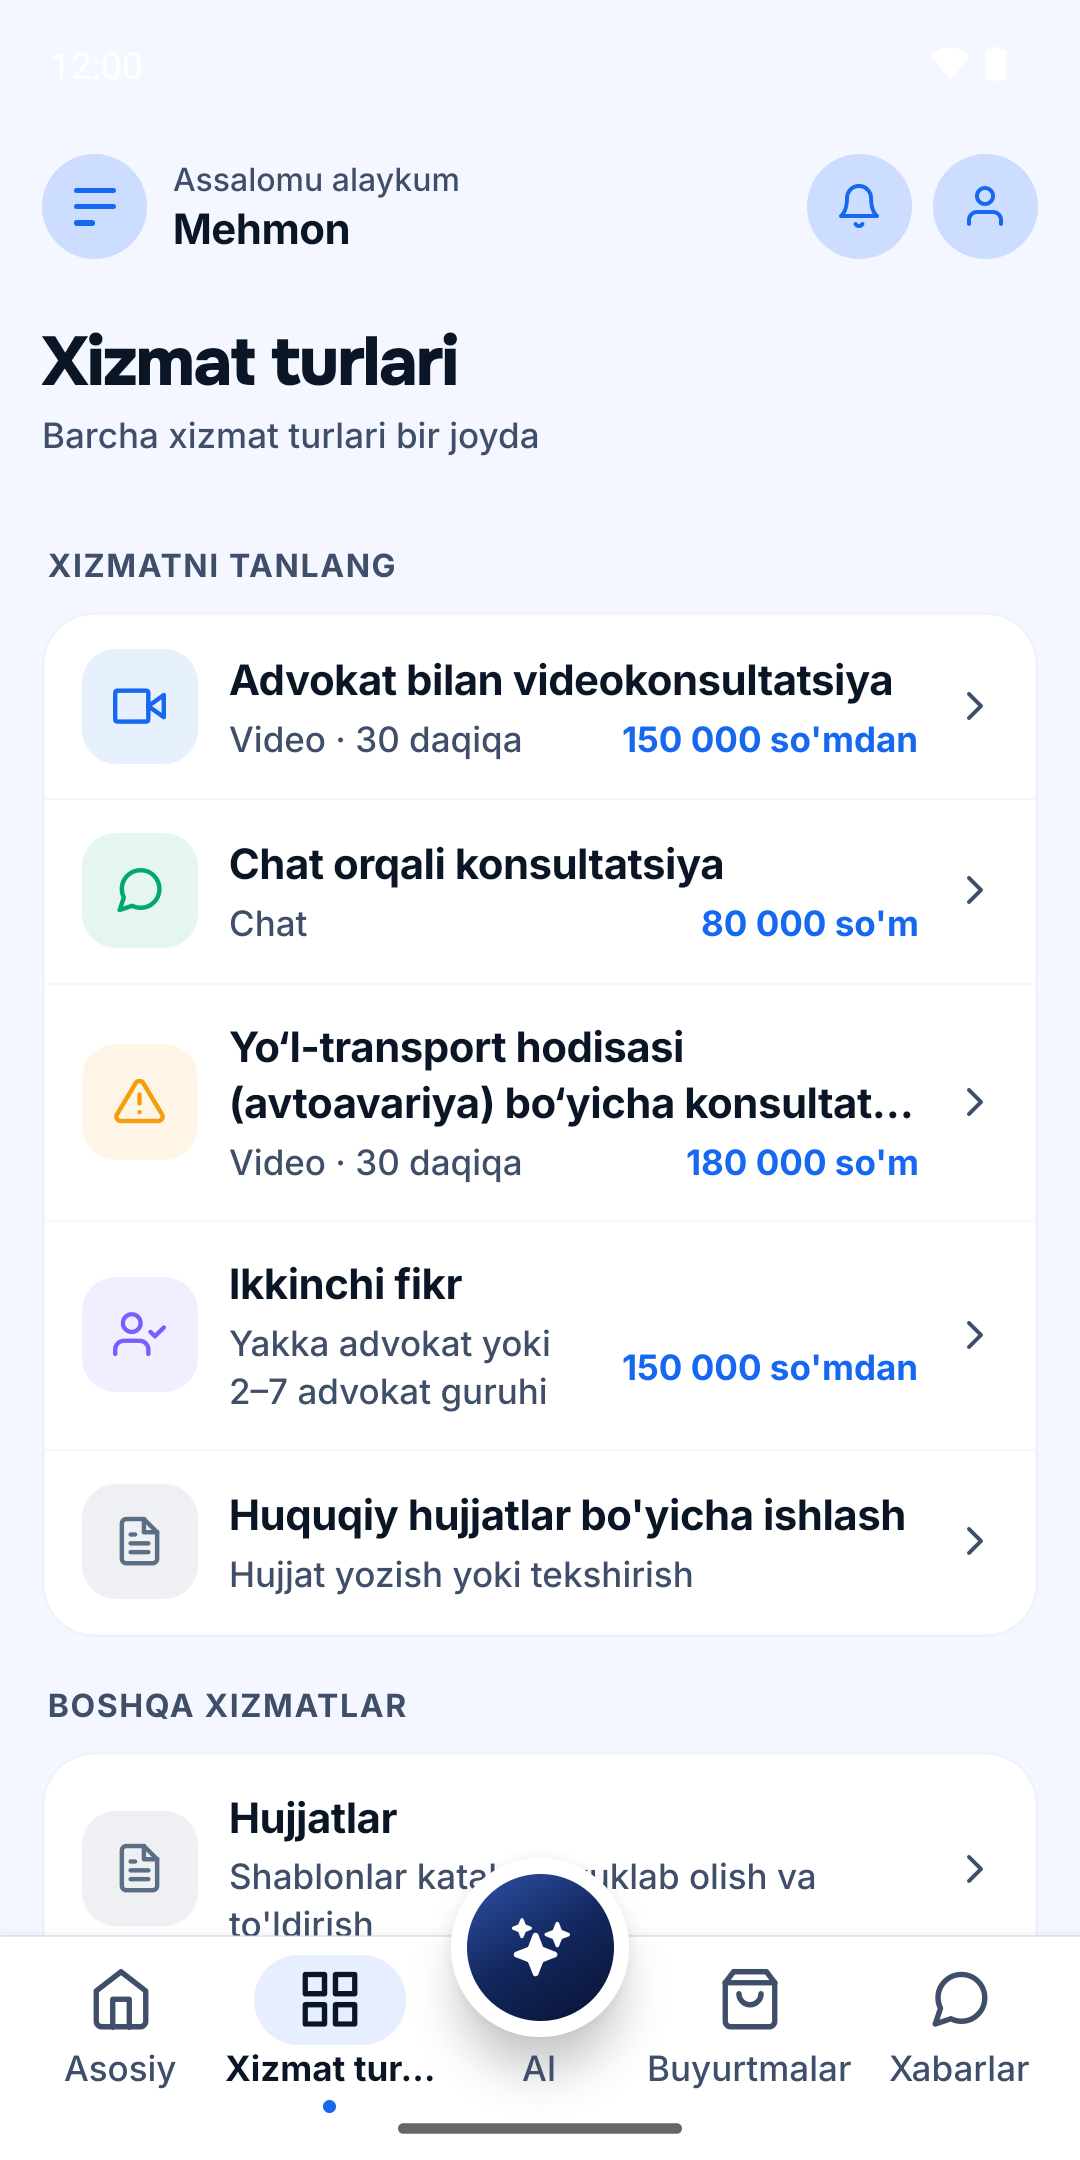 12:00
Assalomu alaykum
Mehmon
Xizmat turlari
Barcha xizmat turlari bir joyda
XIZMATNI TANLANG
Advokat bilan videokonsultatsiya
Video · 30 daqiqa 150 000 so'mdan
Chat orqali konsultatsiya
Chat 80 000 so'm
Yo‘l-transport hodisasi
(avtoavariya) bo‘yicha konsultat...
Video · 30 daqiqa 180 000 so'm
Ikkinchi fikr
Yakka advokat yoki
2–7 advokat guruhi
150 000 so'mdan
Huquqiy hujjatlar bo'yicha ishlash
Hujjat yozish yoki tekshirish
BOSHQA XIZMATLAR
Hujjatlar
Shablonlar olish va
to'ldirish
Asosiy
Xizmat tur...
AI
Buyurtmalar
Xabarlar